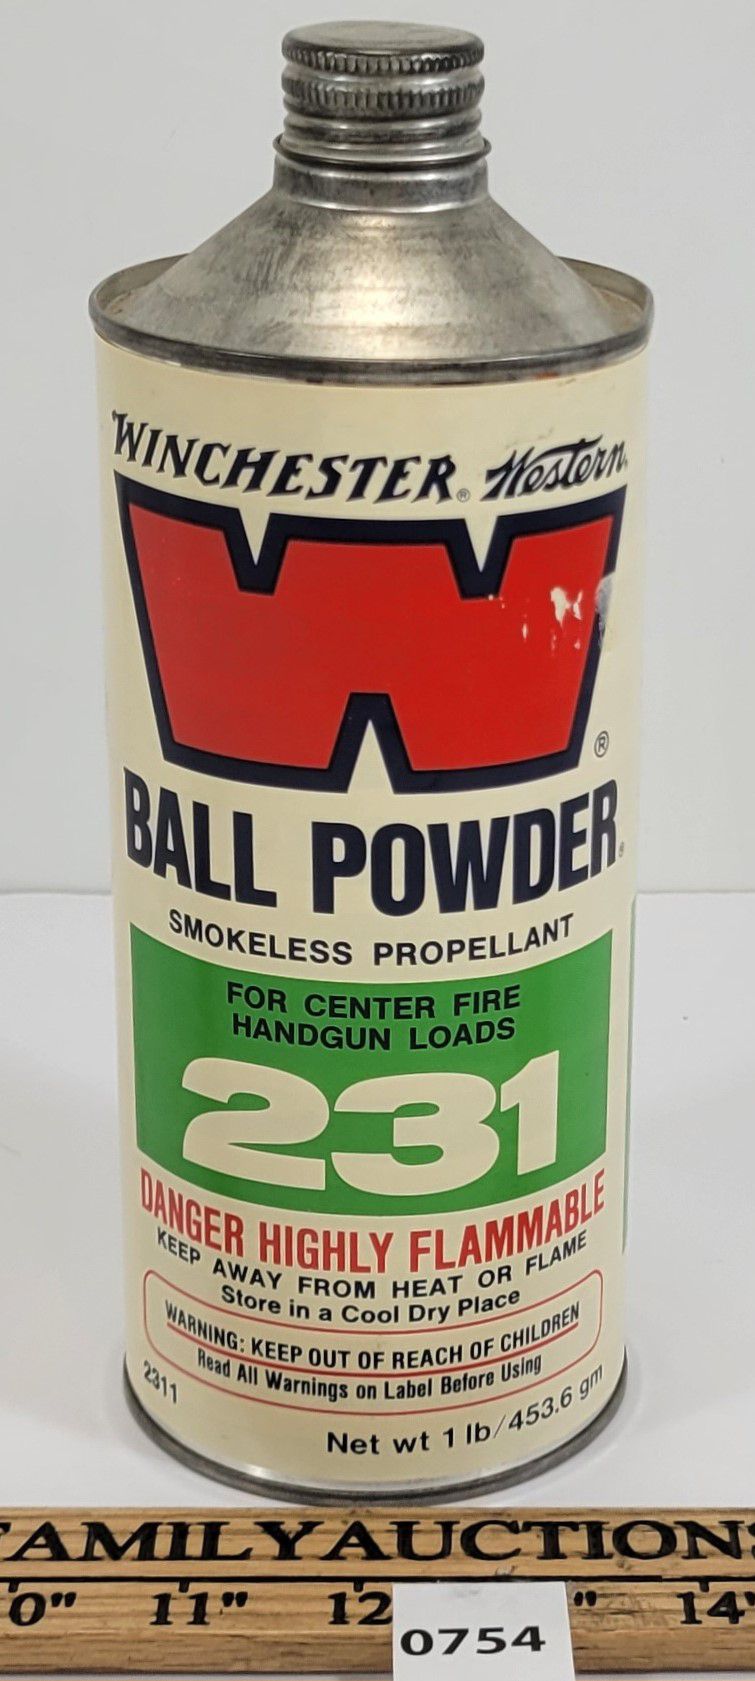 WINCHESTER® Western.
W
®
BALL POWDER®
SMOKELESS PROPELLANT
FOR CENTER FIRE
HANDGUN LOADS
231
DANGER HIGHLY FLAMMABLE
KEEP AWAY FROM HEAT OR FLAME
Store in a Cool Dry Place
WARNING: KEEP OUT OF REACH OF CHILDREN
Read All Warnings on Label Before Using
2311
Net wt 1 lb/453.6 gm
FAMILYAUCTIONS
0" 11" 12 " 14"
0754